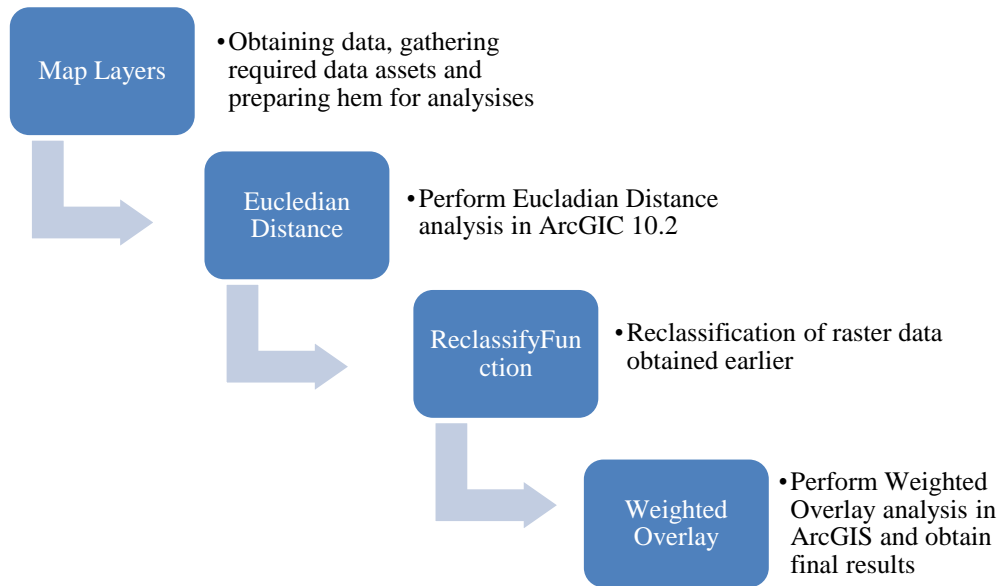 Map Layers
•Obtaining data, gathering
required data assets and
preparing hem for analysises
Eucledian
Distance
•Perform Eucladian Distance
analysis in ArcGIC 10.2
ReclassifyFun
ction
•Reclassification of raster data
obtained earlier
Weighted
Overlay
•Perform Weighted
Overlay analysis in
ArcGIS and obtain
final results